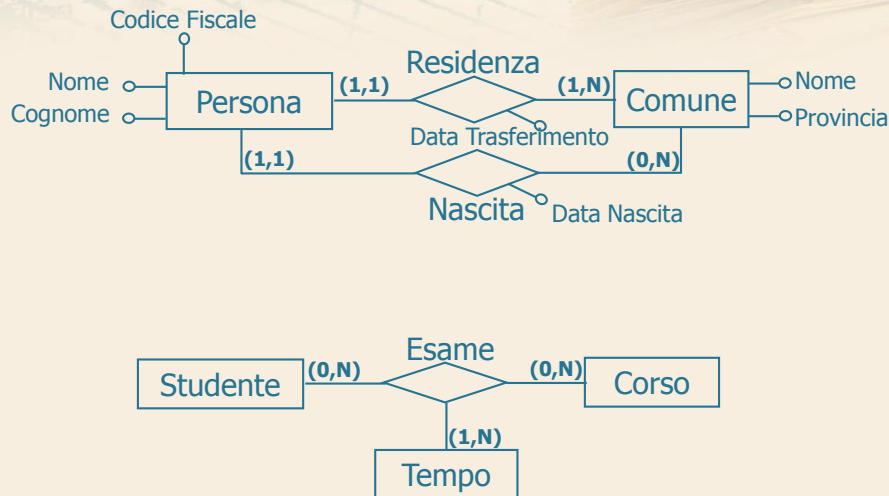 Codice Fiscale
Nome
Cognome
Persona
(1,1)
Residenza
(1,N)
Comune
Nome
Provincia
Data Trasferimento
(1,1)
(0,N)
Nascita
Data Nascita
Esame
Studente
(0,N)
(0,N)
Corso
(1,N)
Tempo